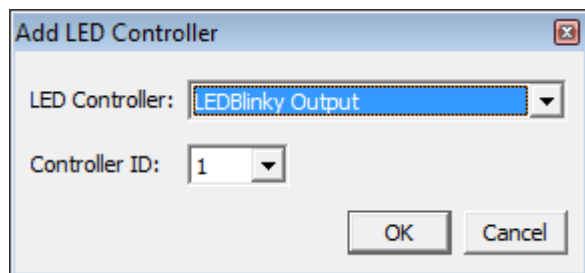 Add LED Controller
LED Controller: LEDBlinky Output
Controller ID: 1
OK Cancel